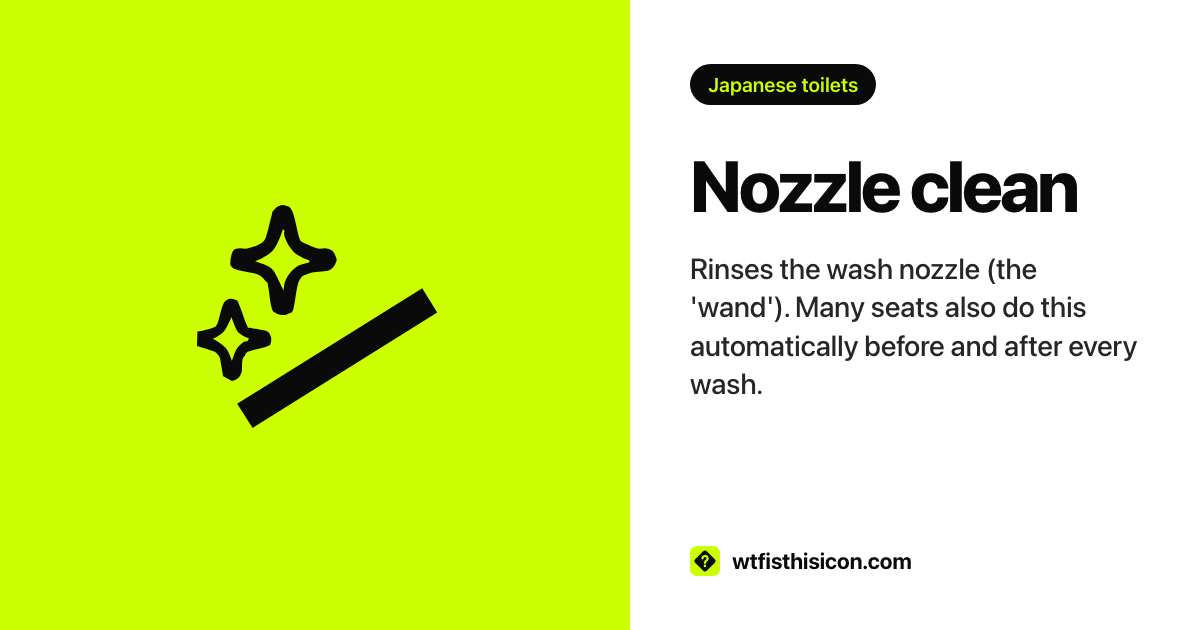 Japanese toilets
Nozzle clean
Rinses the wash nozzle (the
'wand'). Many seats also do this
automatically before and after every
wash.
?
wtfisthisicon.com